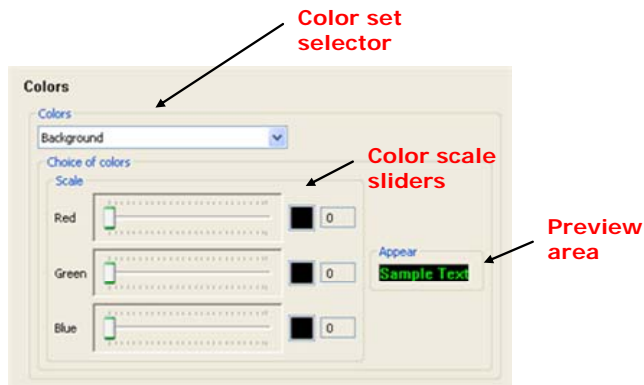 Color set
selector
Colors
Colors
Background
Choice of colors
Color scale
sliders
Scale
Red
0
Preview
area
Appear
Green
0
Sample Text
Blue
0